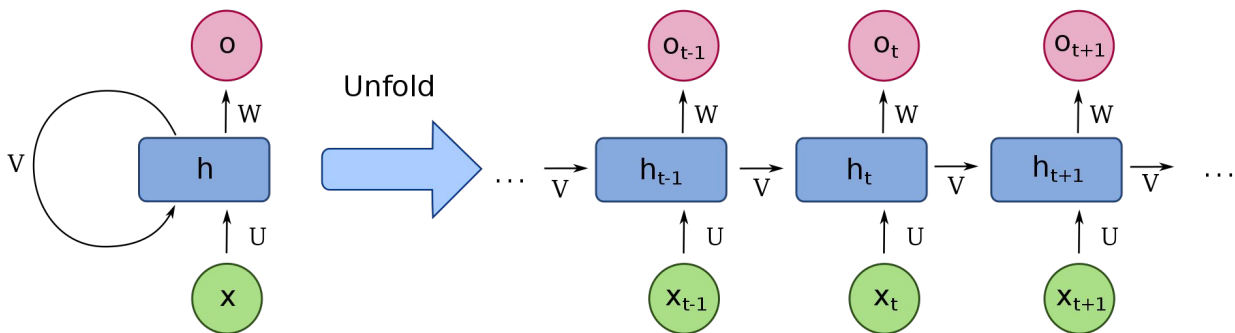 o o_{t-1} o_t o_{t+1}
Unfold
W W W W
V h ... V h_{t-1} V h_t V h_{t+1} V ...
U U U U
x x_{t-1} x_t x_{t+1}